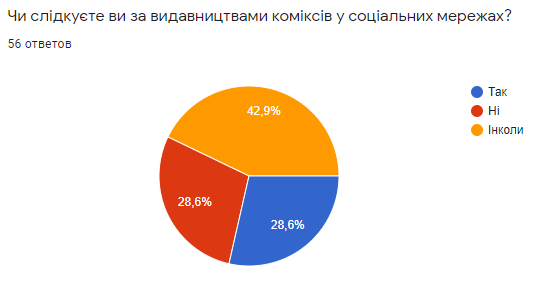 Чи слідкуєте ви за видавництвами коміксів у соціальних мережах?
56 ответов
Так
Ні
Інколи
42,9%
28,6%
28,6%